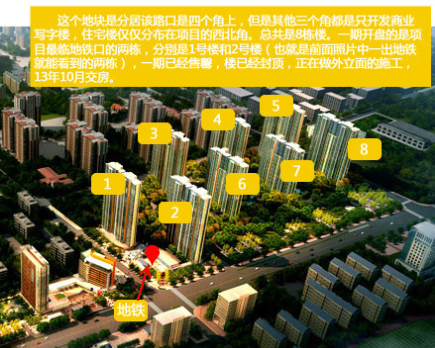 这个地块是分居该路口是四个角上，但是其他三个角都是只开发商业
写字楼，住宅楼仅仅分布在项目的西北角。总共是8栋楼。一期开盘的是项
目最临地铁口的两栋，分别是1号楼和2号楼（也就是前面照片中一出地铁
就能看到的两栋），一期已经售罄，楼已经封顶，正在做外立面的施工，
13年10月交房。
5
4
3
8
7
1
6
2
地铁